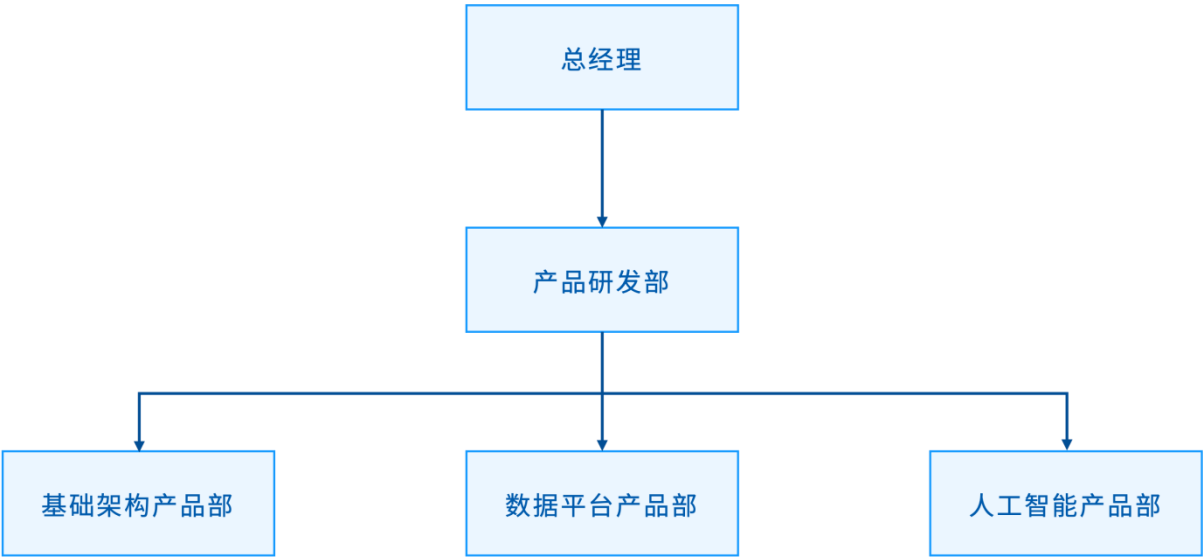 总经理
产品研发部
基础架构产品部
数据平台产品部
人工智能产品部